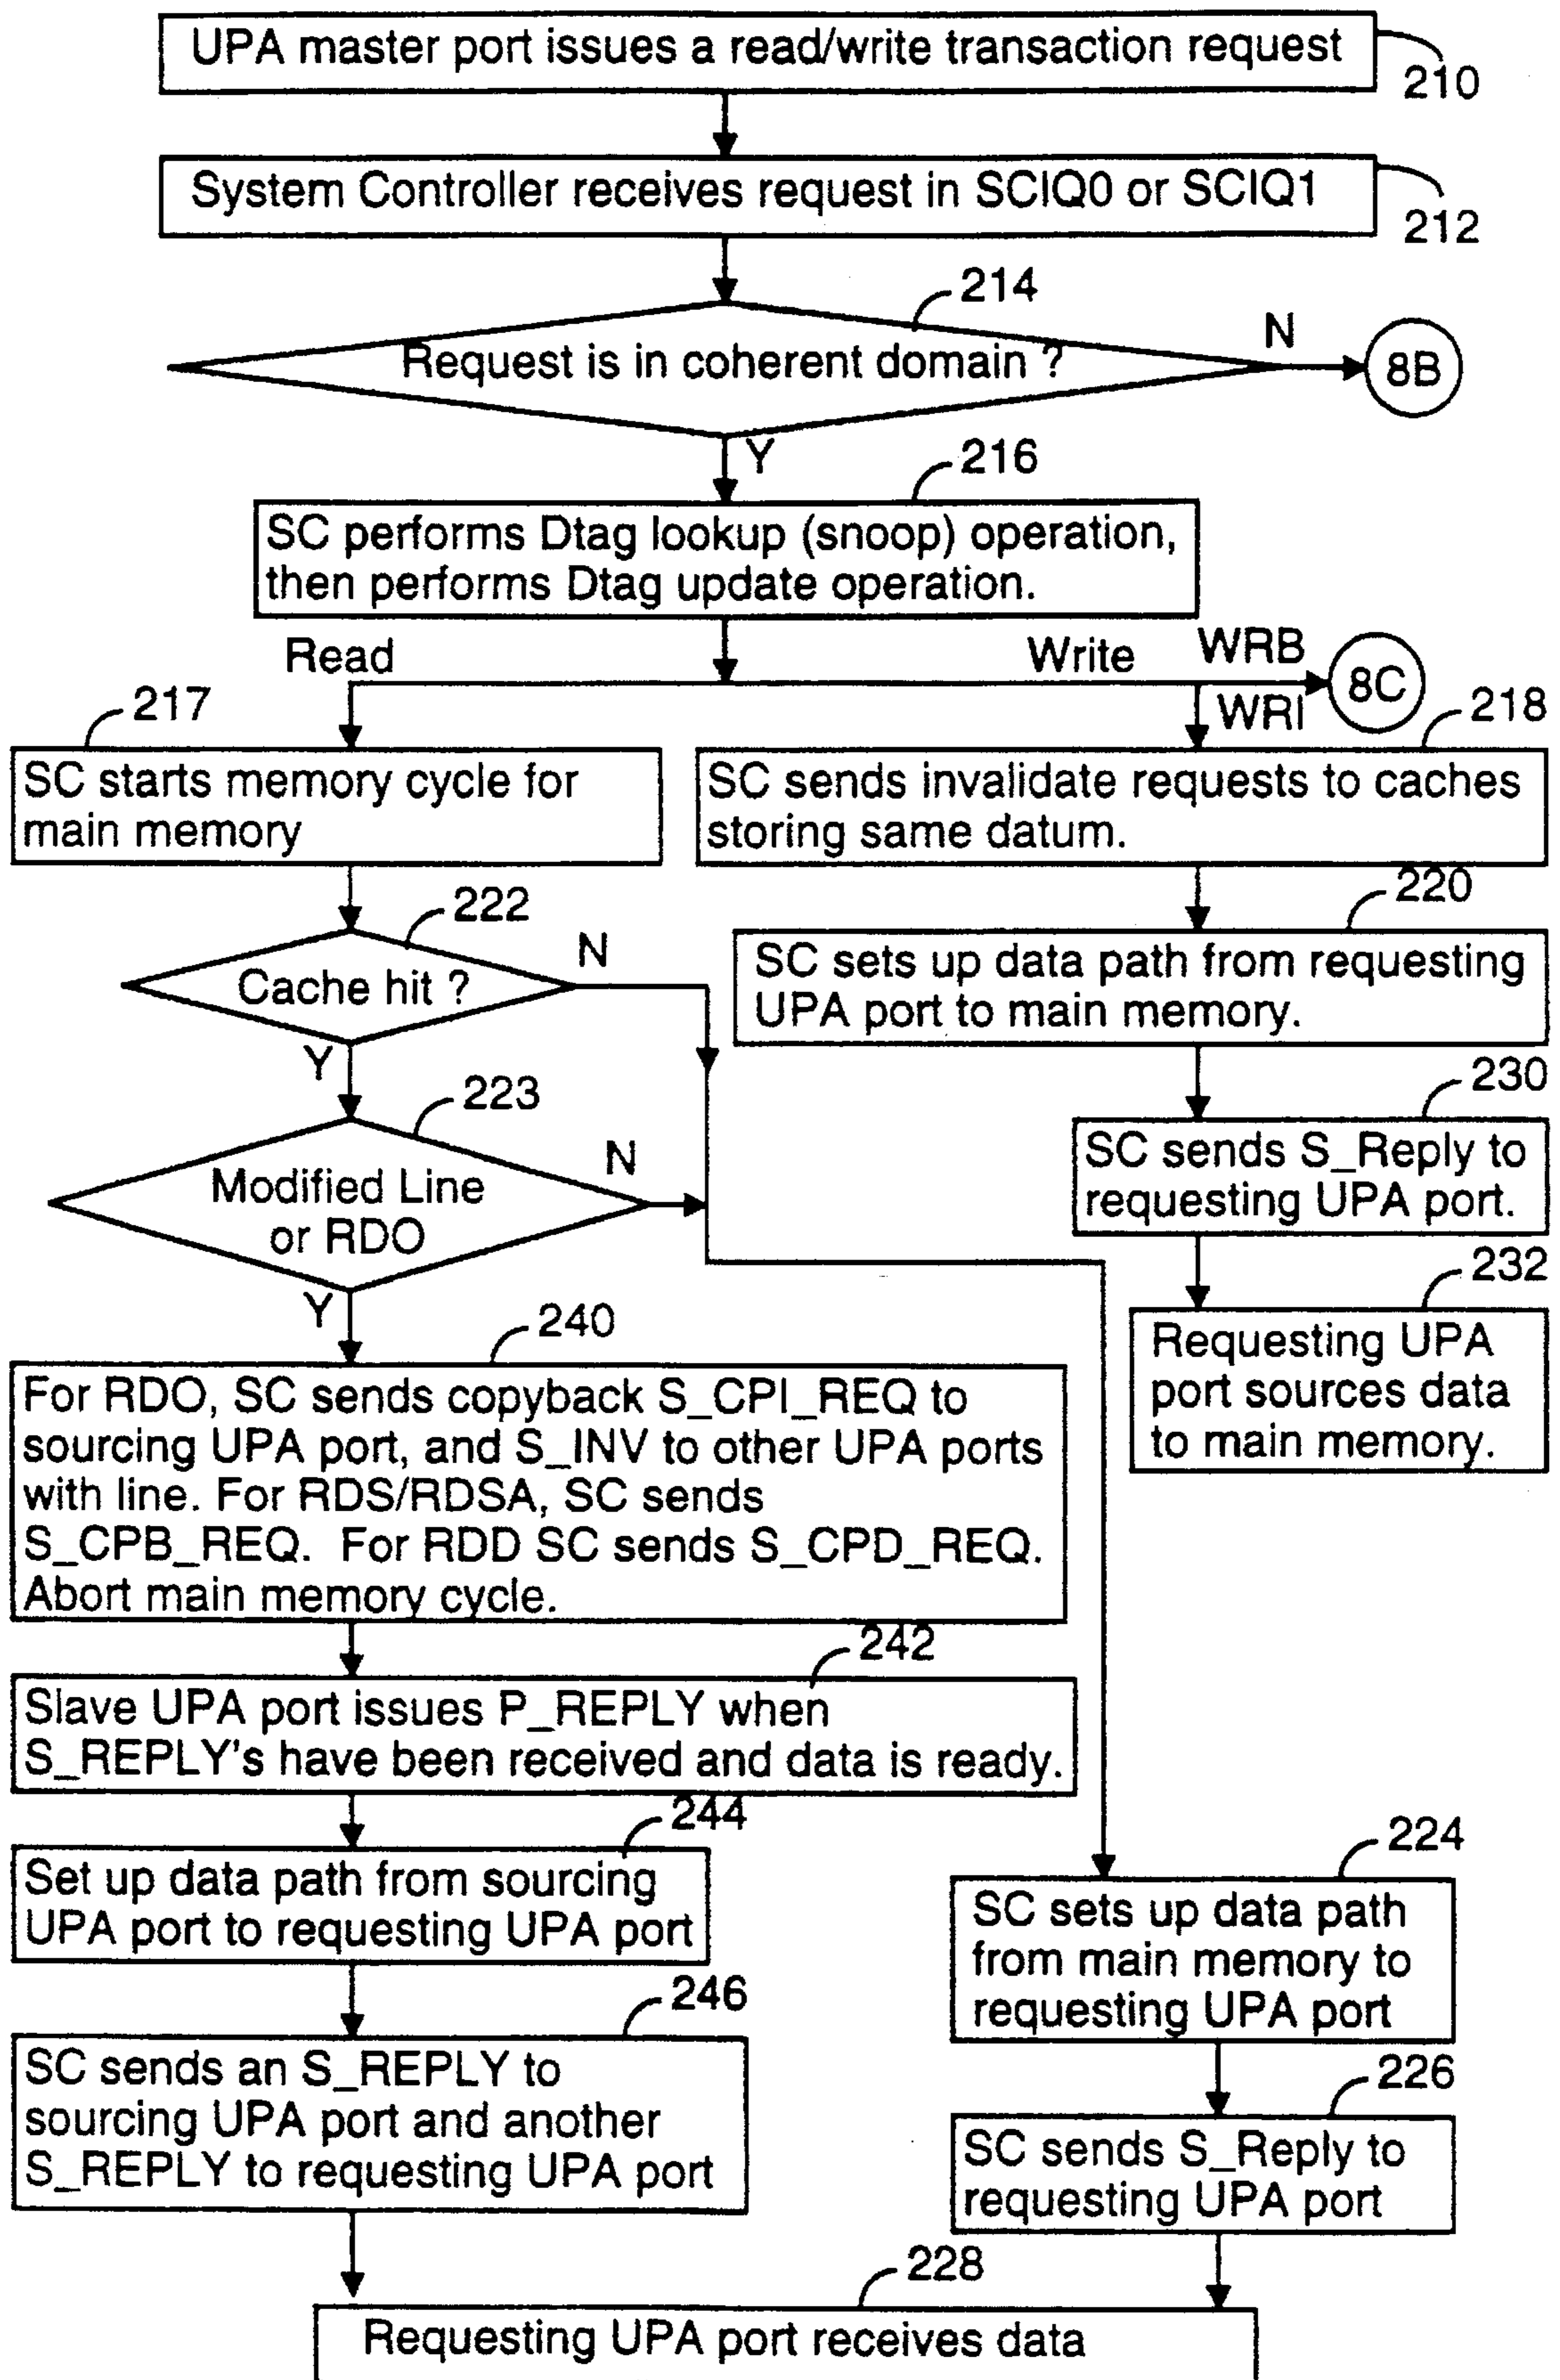 UPA master port issues a read/write transaction request
210
System Controller receives request in SCIQ0 or SCIQ1
212
214
Request is in coherent domain ?
N
8B
Y
216
SC performs Dtag lookup (snoop) operation,
then performs Dtag update operation.
Read
Write
WRB
8C
WRI
217
SC starts memory cycle for
main memory
218
SC sends invalidate requests to caches
storing same datum.
222
Cache hit ?
N
Y
220
SC sets up data path from requesting
UPA port to main memory.
223
Modified Line
or RDO
N
Y
230
SC sends S_Reply to
requesting UPA port.
232
Requesting UPA
port sources data
to main memory.
240
For RDO, SC sends copyback S_CPI_REQ to
sourcing UPA port, and S_INV to other UPA ports
with line. For RDS/RDSA, SC sends
S_CPB_REQ. For RDD SC sends S_CPD_REQ.
Abort main memory cycle.
242
Slave UPA port issues P_REPLY when
S_REPLY's have been received and data is ready.
244
Set up data path from sourcing
UPA port to requesting UPA port
224
SC sets up data path
from main memory to
requesting UPA port
246
SC sends an S_REPLY to
sourcing UPA port and another
S_REPLY to requesting UPA port
226
SC sends S_Reply to
requesting UPA port
228
Requesting UPA port receives data